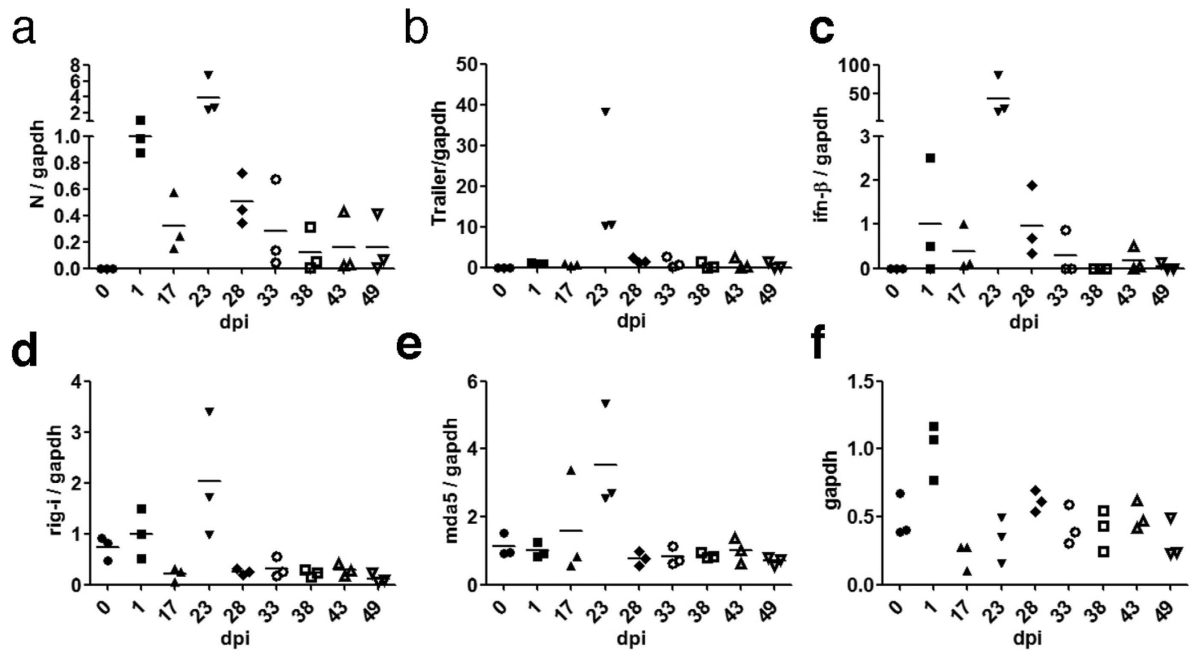 a
N / gapdh
8
6
4
2
1.0
0.8
0.6
0.4
0.2
0.0
0 1 17 23 28 33 38 43 49
dpi
b
Trailer/gapdh
50
40
30
20
10
0
0 1 17 23 28 33 38 43 49
dpi
c
ifn-β / gapdh
100
50
3
2
1
0
0 1 17 23 28 33 38 43 49
dpi
d
rig-i / gapdh
4
3
2
1
0
0 1 17 23 28 33 38 43 49
dpi
e
mda5 / gapdh
6
4
2
0
0 1 17 23 28 33 38 43 49
dpi
f
gapdh
1.5
1.0
0.5
0.0
0 1 17 23 28 33 38 43 49
dpi